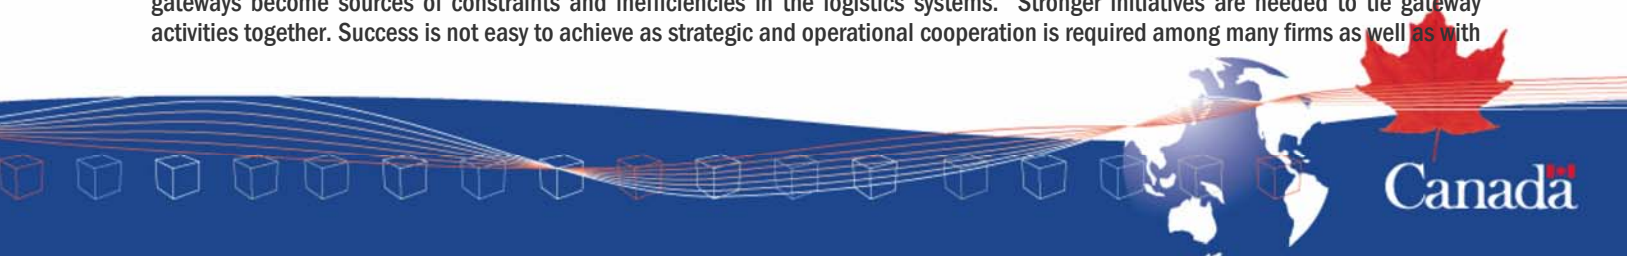 gateways become sources of constraints and inefficiencies in the logistics systems. Stronger initiatives are needed to tie gateway
activities together. Success is not easy to achieve as strategic and operational cooperation is required among many firms as well as with
Canada